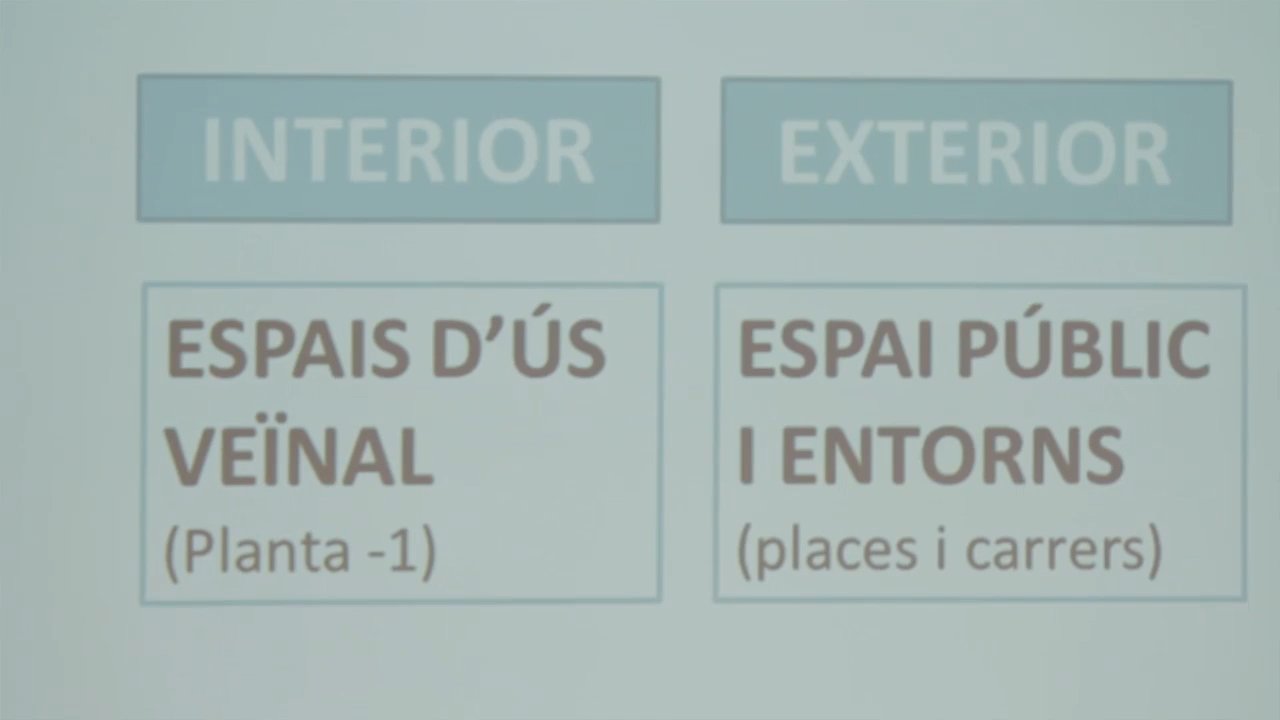 INTERIOR
EXTERIOR
ESPAIS D’ÚS
VEÏNAL
(Planta -1)
ESPAI PÚBLIC
I ENTORNS
(places i carrers)